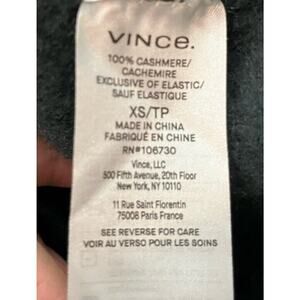 VINCE.
100% CASHMERE/
CACHEMIRE
EXCLUSIVE OF ELASTIC/
SAUF ELASTIQUE
XS/TP
MADE IN CHINA
FABRIQUÉ EN CHINE
RN#106730
Vince, LLC
500 Fifth Avenue, 20th Floor
New York, NY 10110
11 Rue Saint Florentin
75008 Paris France
SEE REVERSE FOR CARE
VOIR AU VERSO POUR LES SOINS